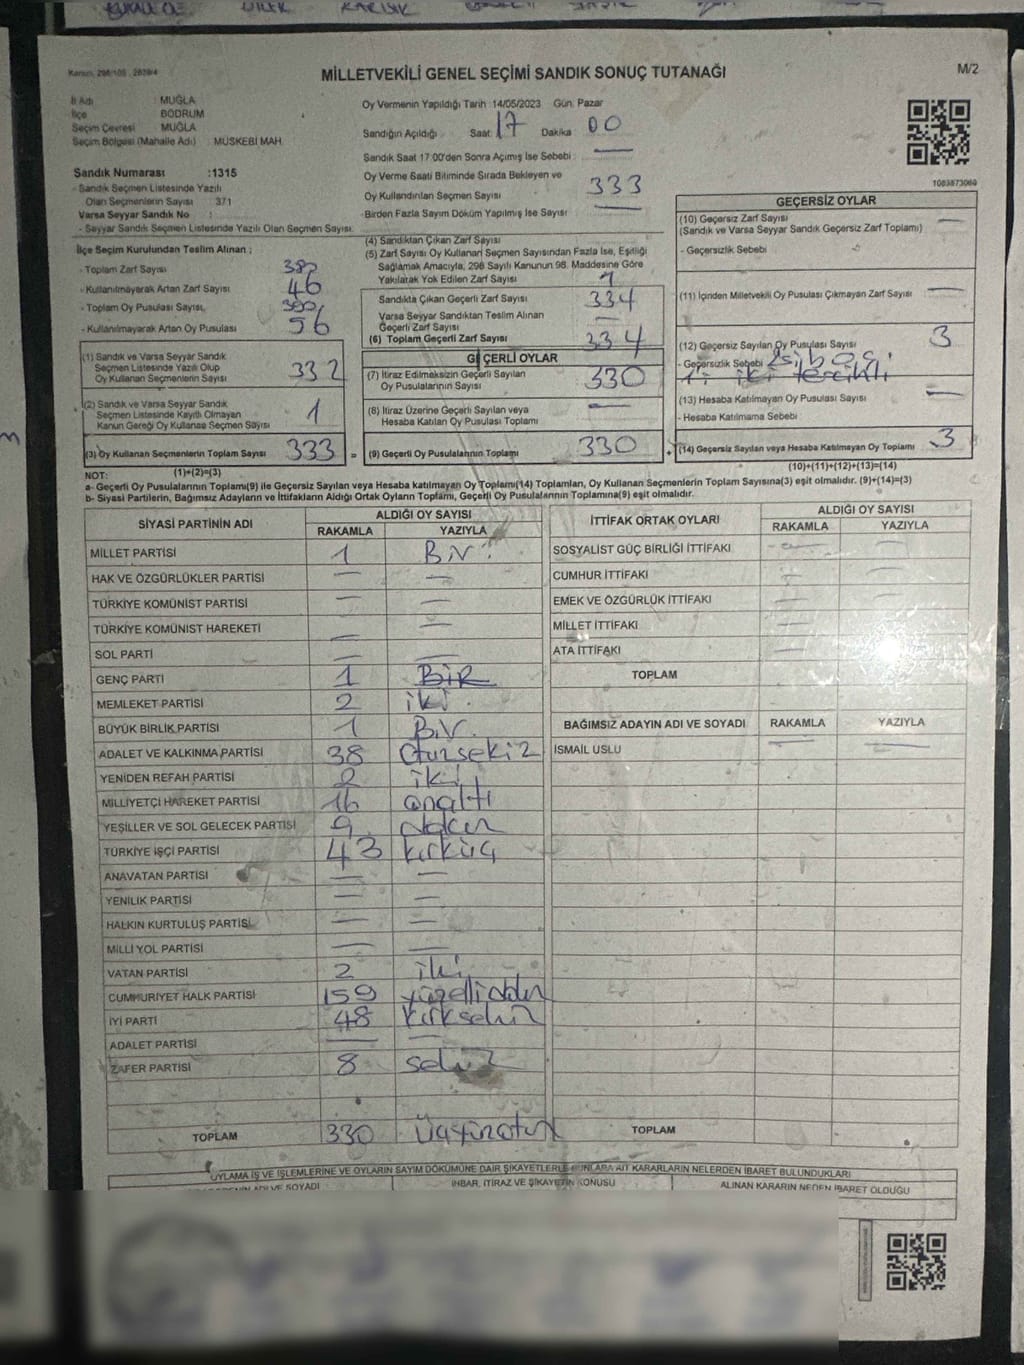 MİLLETVEKİLİ GENEL SEÇİMİ SANDIK SONUÇ TUTANAĞI
M/2
Kanun, 298/105 , 2839/4
İl Adı : MUĞLA
İlçe BODRUM
Seçim Çevresi : MUĞLA
Seçim Bölgesi (Mahalle Adı) : MÜSKEBİ MAH.
Sandık Numarası :1315
- Sandık Seçmen Listesinde Yazılı
Olan Seçmenlerin Sayısı 371
Varsa Seyyar Sandık No :
- Seyyar Sandık Seçmen Listesinde Yazılı Olan Seçmen Sayısı:
Oy Vermenin Yapıldığı Tarih :14/05/2023 Gün: Pazar
Sandığın Açıldığı Saat: 17 Dakika 00
Sandık Saat 17:00'den Sonra Açımış İse Sebebi : —
Oy Verme Saati Bitiminde Sırada Bekleyen ve
Oy Kullandırılan Seçmen Sayısı 333
-Birden Fazla Sayım Döküm Yapılmış İse Sayısı —
1083873069
İlçe Seçim Kurulundan Teslim Alınan ;
- Toplam Zarf Sayısı
- Kullanılmayarak Artan Zarf Sayısı 46
- Toplam Oy Pusulası Sayısı,
- Kullanılmayarak Artan Oy Pusulası 56
(1) Sandık ve Varsa Seyyar Sandık
Seçmen Listesinde Yazılı Olup
Oy Kullanan Seçmenlerin Sayısı 332
(2) Sandık ve Varsa Seyyar Sandık
Seçmen Listesinde Kayıtlı Olmayan
Kanun Gereği Oy Kullanan Seçmen Sayısı 1
(3) Oy Kullanan Seçmenlerin Toplam Sayısı 333 =
(1)+(2)=(3)
(4) Sandıktan Çıkan Zarf Sayısı
(5) Zarf Sayısı Oy Kullanan Seçmen Sayısından Fazla İse, Eşitliği
Sağlamak Amacıyla, 298 Sayılı Kanunun 98. Maddesine Göre
Yakılarak Yok Edilen Zarf Sayısı
Sandıkta Çıkan Geçerli Zarf Sayısı 334
Varsa Seyyar Sandıktan Teslim Alınan
Geçerli Zarf Sayısı —
(6) Toplam Geçerli Zarf Sayısı 334
GEÇERLİ OYLAR
(7) İtiraz Edilmeksizin Geçerli Sayılan
Oy Pusulalarının Sayısı 330
(8) İtiraz Üzerine Geçerli Sayılan veya
Hesaba Katılan Oy Pusulası Toplamı —
(9) Geçerli Oy Pusulalarının Toplamı 330 +
GEÇERSİZ OYLAR
(10) Geçersiz Zarf Sayısı —
(Sandık ve Varsa Seyyar Sandık Geçersiz Zarf Toplamı)
- Geçersizlik Sebebi
(11) İçinden Milletvekili Oy Pusulası Çıkmayan Zarf Sayısı —
(12) Geçersiz Sayılan Oy Pusulası Sayısı 3
- Geçersizlik Sebebi 2si boş.
1'i iki tercihli
(13) Hesaba Katılmayan Oy Pusulası Sayısı —
- Hesaba Katılmama Sebebi
(14) Geçersiz Sayılan veya Hesaba Katılmayan Oy Toplamı 3
(10)+(11)+(12)+(13)=(14)
NOT:
a- Geçerli Oy Pusulalarının Toplamı(9) ile Geçersiz Sayılan veya Hesaba katılmayan Oy Toplamı(14) Toplamları, Oy Kullanan Seçmenlerin Toplam Sayısına(3) eşit olmalıdır. (9)+(14)=(3)
b- Siyasi Partilerin, Bağımsız Adayların ve İttifakların Aldığı Ortak Oyların Toplamı, Geçerli Oy Pusulalarının Toplamına(9) eşit olmalıdır.
SİYASİ PARTİNİN ADI ALDIĞI OY SAYISI
RAKAMLA YAZIYLA
MİLLET PARTİSİ 1 Bir.
HAK VE ÖZGÜRLÜKLER PARTİSİ — —
TÜRKİYE KOMÜNİST PARTİSİ — —
TÜRKİYE KOMÜNİST HAREKETİ — —
SOL PARTİ — —
GENÇ PARTİ 1 BİR
MEMLEKET PARTİSİ 2 iki.
BÜYÜK BİRLİK PARTİSİ 1 Bir.
ADALET VE KALKINMA PARTİSİ 38 Otuzsekiz
YENİDEN REFAH PARTİSİ 2 iki
MİLLİYETÇİ HAREKET PARTİSİ 16 onaltı
YEŞİLLER VE SOL GELECEK PARTİSİ 9 dokuz
TÜRKİYE İŞÇİ PARTİSİ 43 kırküç
ANAVATAN PARTİSİ — —
YENİLİK PARTİSİ — —
HALKIN KURTULUŞ PARTİSİ — —
MİLLİ YOL PARTİSİ — —
VATAN PARTİSİ 2 iki
CUMHURİYET HALK PARTİSİ 159 yüzellidokuz
İYİ PARTİ 48 kırksekiz
ADALET PARTİSİ — —
ZAFER PARTİSİ 8 sekiz
TOPLAM 330 Üçyüzotuz
İTTİFAK ORTAK OYLARI ALDIĞI OY SAYISI
RAKAMLA YAZIYLA
SOSYALİST GÜÇ BİRLİĞİ İTTİFAKI — —
CUMHUR İTTİFAKI — —
EMEK VE ÖZGÜRLÜK İTTİFAKI — —
MİLLET İTTİFAKI — —
ATA İTTİFAKI — —
TOPLAM
BAĞIMSIZ ADAYIN ADI VE SOYADI RAKAMLA YAZIYLA
İSMAİL USLU — —
TOPLAM
OYLAMA İŞ VE İŞLEMLERİNE VE OYLARIN SAYIM DÖKÜMÜNE DAİR ŞİKAYETLERLE BUNLARA AİT KARARLARIN NELERDEN İBARET BULUNDUKLARI
ADI VE SOYADI İHBAR, İTİRAZ VE ŞİKAYETİN KONUSU ALINAN KARARIN NEDEN İBARET OLDUĞU